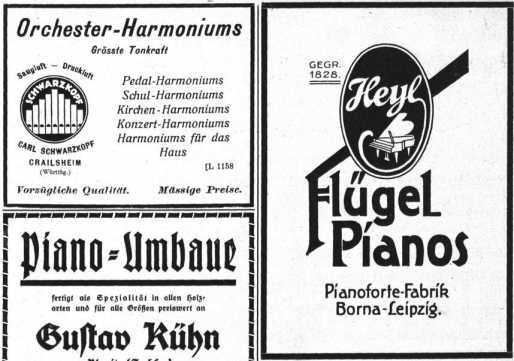 Orchester-Harmoniums
Grösste Tonkraft
Saugluft - Druckluft
SCHWARZKOPF
CARL SCHWARZKOPF
CRAILSHEIM
(Württbg.)
Pedal-Harmoniums
Schul-Harmoniums
Kirchen-Harmoniums
Konzert-Harmoniums
Harmoniums für das
Haus
[L 1158
Vorzügliche Qualität. Mässige Preise.
Piano-Umbaue
fertigt als Spezialität in allen Holz-
arten und für alle Größen preiswert an
Gustav Kühn
GEGR.
1828.
Heyl
Flügel
Pianos
Pianoforte-Fabrik
Borna-Leipzig.